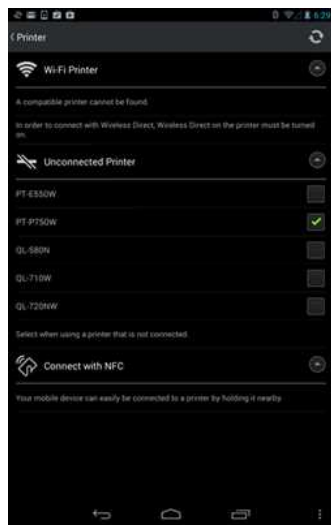 6:29
Printer
Wi-Fi Printer
A compatible printer cannot be found.
In order to connect with Wireless Direct, Wireless Direct on the printer must be turned
on.
Unconnected Printer
PT-E550W
PT-P750W
QL-580N
QL-710W
QL-720NW
Select when using a printer that is not connected.
Connect with NFC
Your mobile device can easily be connected to a printer by holding it nearby.